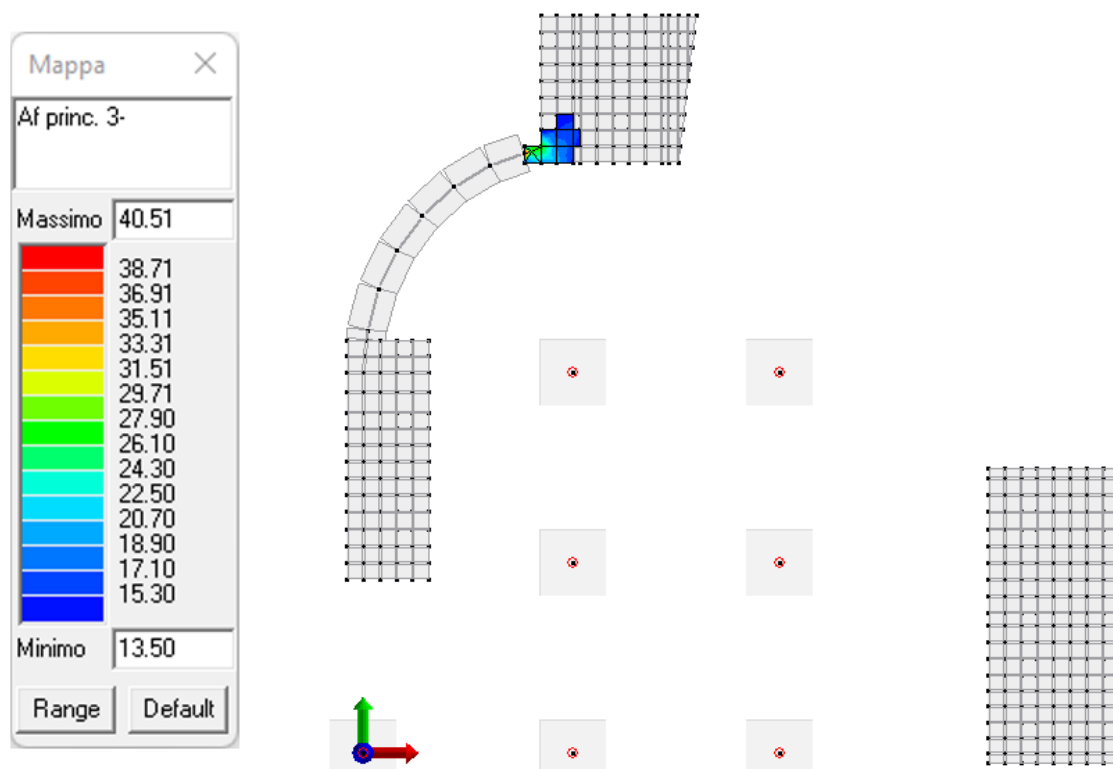 Mappa
Af princ. 3-
Massimo 40.51
38.71
36.91
35.11
33.31
31.51
29.71
27.90
26.10
24.30
22.50
20.70
18.90
17.10
15.30
Minimo 13.50
Range Default